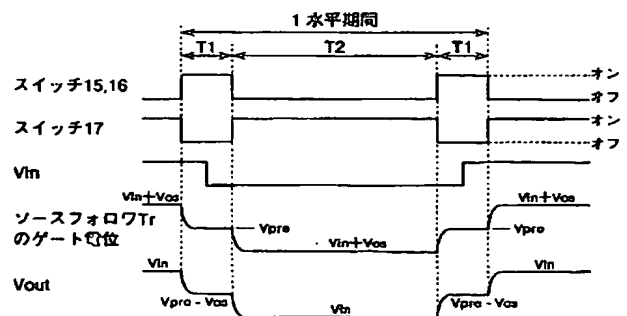 1 水平期間
T1 T2 T1
スイッチ15,16 オン
オフ
スイッチ17 オン
オフ
Vin
Vin+Vos Vin+Vos
ソースフォロワTr Vpre Vpre
のゲート電位 Vin+Vos
Vin Vin
Vout
Vpre - Vos Vin Vpre - Vos